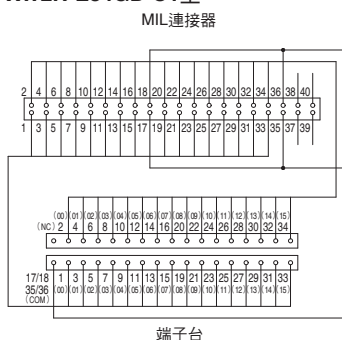 MIL連接器
2 4 6 8 10 12 14 16 18 20 22 24 26 28 30 32 34 36 38 40
1 3 5 7 9 11 13 15 17 19 21 23 25 27 29 31 33 35 37 39
(00)(01)(02)(03)(04)(05)(06)(07)(08)(09)(10)(11)(12)(13)(14)(15)
(NC) 2 4 6 8 10 12 14 16 20 22 24 26 28 30 32 34
17/18 1 3 5 7 9 11 13 15 19 21 23 25 27 29 31 33
35/36 (00)(01)(02)(03)(04)(05)(06)(07)(08)(09)(10)(11)(12)(13)(14)(15)
(COM)
端子台